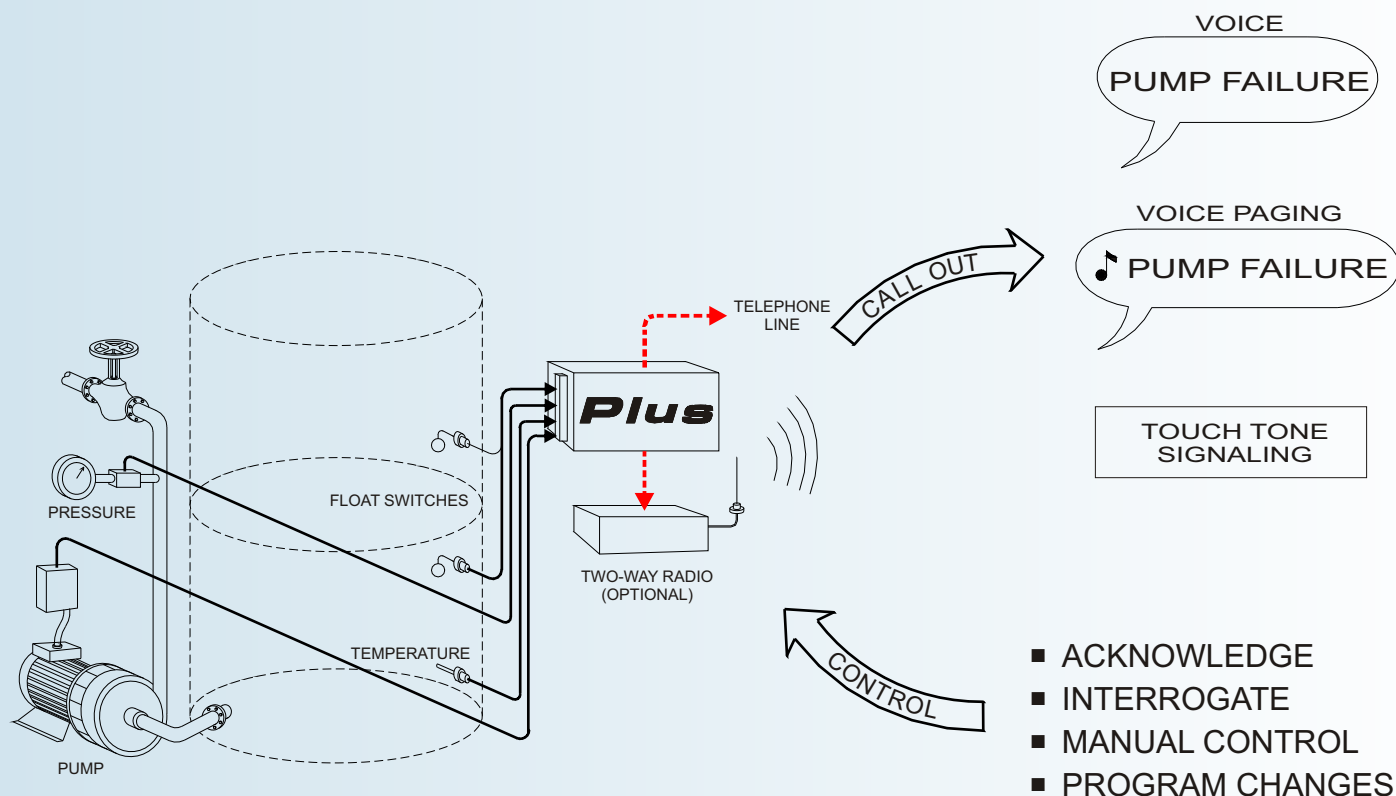 VOICE
PUMP FAILURE
VOICE PAGING
PUMP FAILURE
TOUCH TONE
SIGNALING
CALL OUT
TELEPHONE
LINE
Plus
FLOAT SWITCHES
PRESSURE
TWO-WAY RADIO
(OPTIONAL)
TEMPERATURE
PUMP
CONTROL
ACKNOWLEDGE
INTERROGATE
MANUAL CONTROL
PROGRAM CHANGES